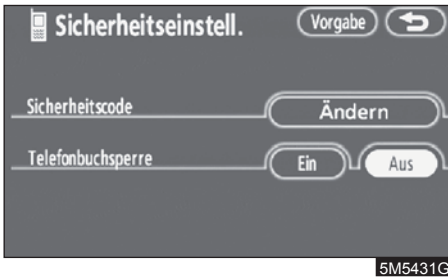 Sicherheitseinstell. Vorgabe
Sicherheitscode Ändern
Telefonbuchsperre Ein Aus
5M5431G